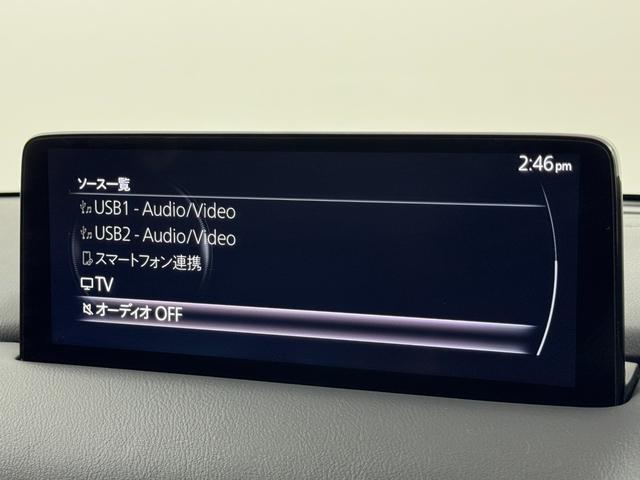 2:46pm
ソース一覧
USB1 - Audio/Video
USB2 - Audio/Video
スマートフォン連携
TV
オーディオ OFF